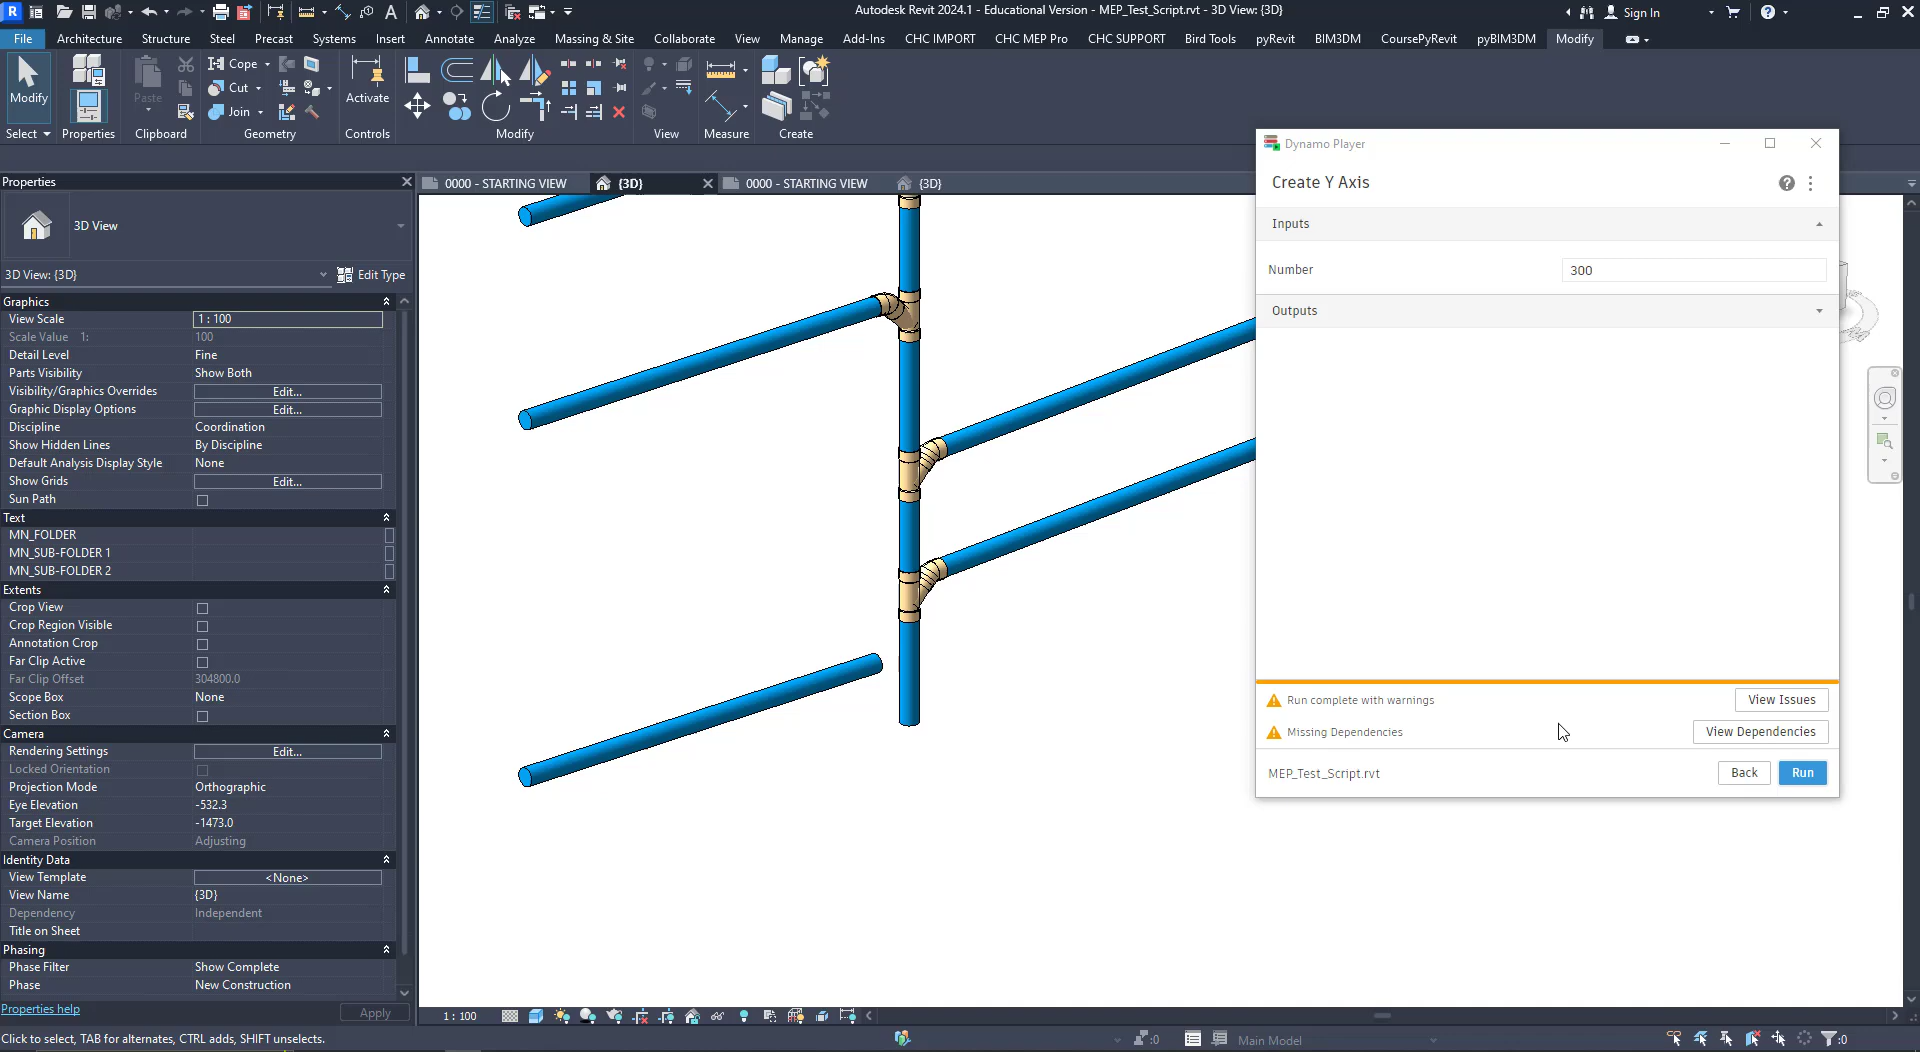 Autodesk Revit 2024.1 - Educational Version - MEP_Test_Script.rvt - 3D View: {3D}
Sign In
File Architecture Structure Steel Precast Systems Insert Annotate Analyze Massing & Site Collaborate View Manage Add-Ins CHC IMPORT CHC MEP Pro CHC SUPPORT Bird Tools pyRevit BIM3DM CoursePyRevit pyBIM3DM Modify
Modify
Paste
Cope
Cut
Join
Activate
Select Properties Clipboard Geometry Controls Modify View Measure Create
Properties
0000 - STARTING VIEW {3D} 0000 - STARTING VIEW {3D}
3D View
3D View: {3D} Edit Type
Graphics
View Scale 1 : 100
Scale Value 1: 100
Detail Level Fine
Parts Visibility Show Both
Visibility/Graphics Overrides Edit...
Graphic Display Options Edit...
Discipline Coordination
Show Hidden Lines By Discipline
Default Analysis Display Style None
Show Grids Edit...
Sun Path
Text
MN_FOLDER
MN_SUB-FOLDER 1
MN_SUB-FOLDER 2
Extents
Crop View
Crop Region Visible
Annotation Crop
Far Clip Active
Far Clip Offset 304800.0
Scope Box None
Section Box
Camera
Rendering Settings Edit...
Locked Orientation
Projection Mode Orthographic
Eye Elevation -532.3
Target Elevation -1473.0
Camera Position Adjusting
Identity Data
View Template <None>
View Name {3D}
Dependency Independent
Title on Sheet
Phasing
Phase Filter Show Complete
Phase New Construction
Properties help Apply
Dynamo Player
Create Y Axis
Inputs
Number 300
Outputs
Run complete with warnings View Issues
Missing Dependencies View Dependencies
MEP_Test_Script.rvt Back Run
1 : 100
Click to select, TAB for alternates, CTRL adds, SHIFT unselects.
:0 Main Model :0